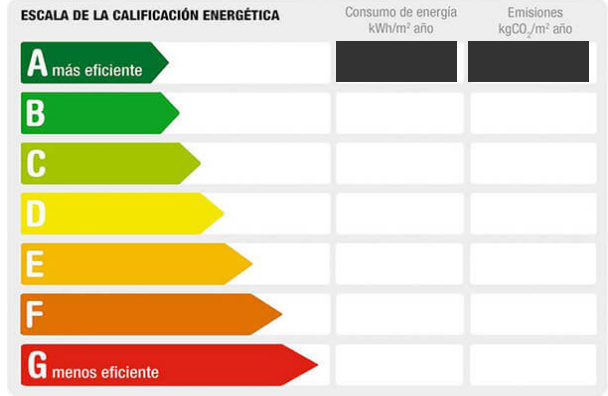 ESCALA DE LA CALIFICACIÓN ENERGÉTICA
Consumo de energía
kWh/m² año
Emisiones
kgCO₂/m² año
A más eficiente
B
C
D
E
F
G menos eficiente